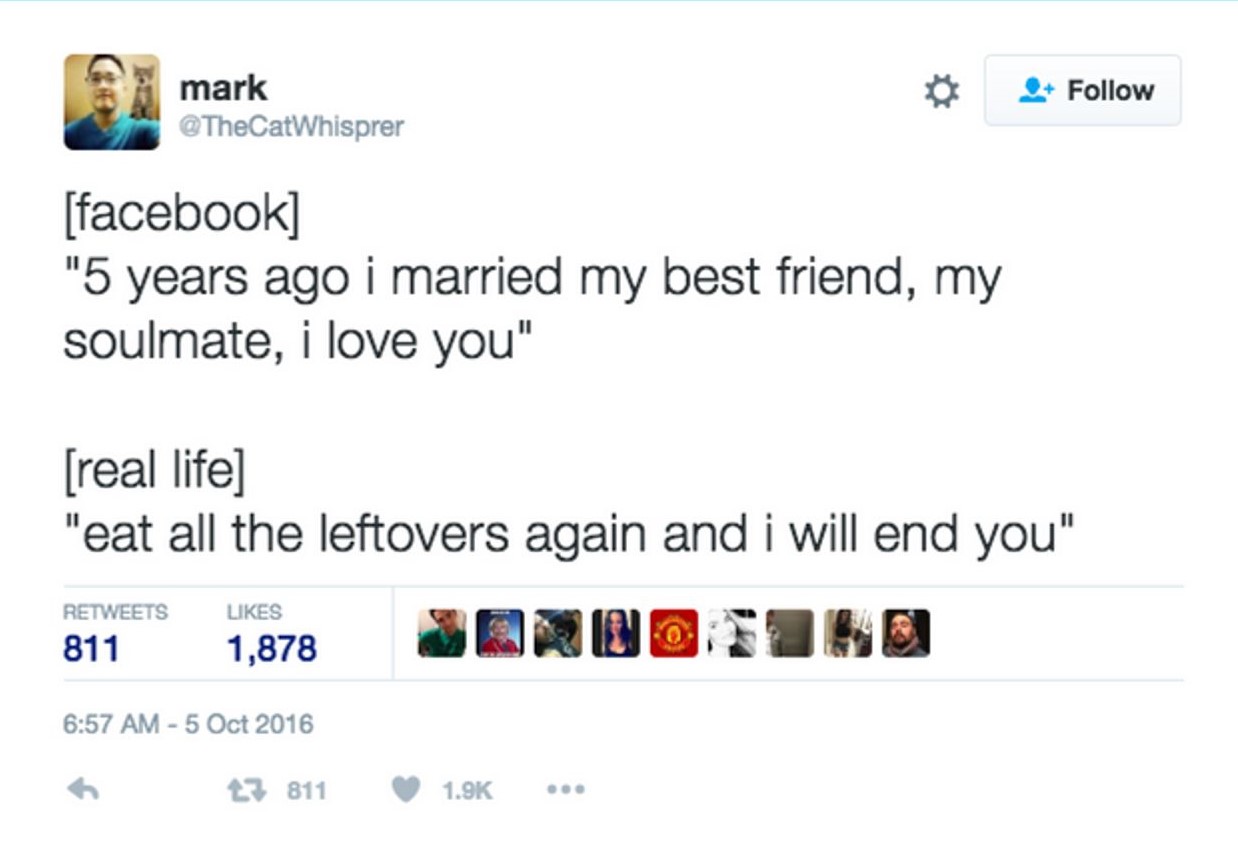 mark
@TheCatWhisprer
Follow
[facebook]
"5 years ago i married my best friend, my
soulmate, i love you"
[real life]
"eat all the leftovers again and i will end you"
RETWEETS LIKES
811 1,878
6:57 AM - 5 Oct 2016
811 1.9K